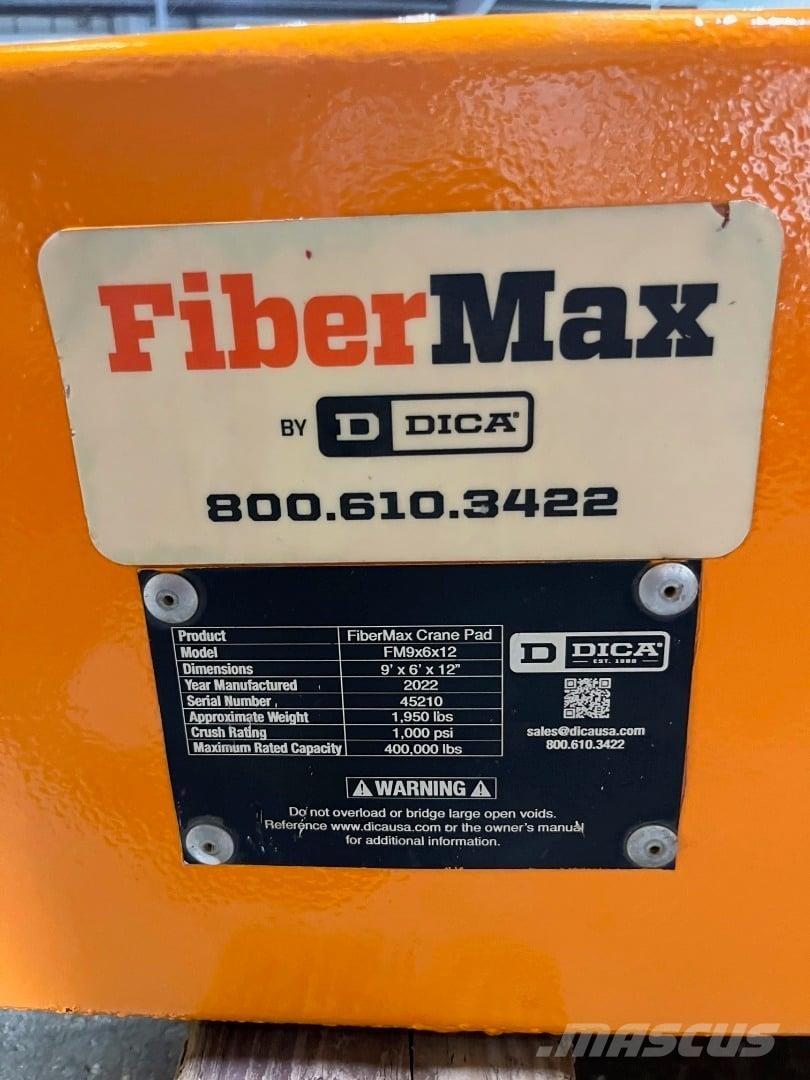 FiberMax
BY D DICA®
800.610.3422
Product FiberMax Crane Pad
Model FM9x6x12
Dimensions 9' x 6' x 12"
Year Manufactured 2022
Serial Number 45210
Approximate Weight 1,950 lbs
Crush Rating 1,000 psi
Maximum Rated Capacity 400,000 lbs
D DICA®
EST. 1988
sales@dicausa.com
800.610.3422
WARNING
Do not overload or bridge large open voids.
Reference www.dicausa.com or the owner's manual
for additional information.
MASCUS